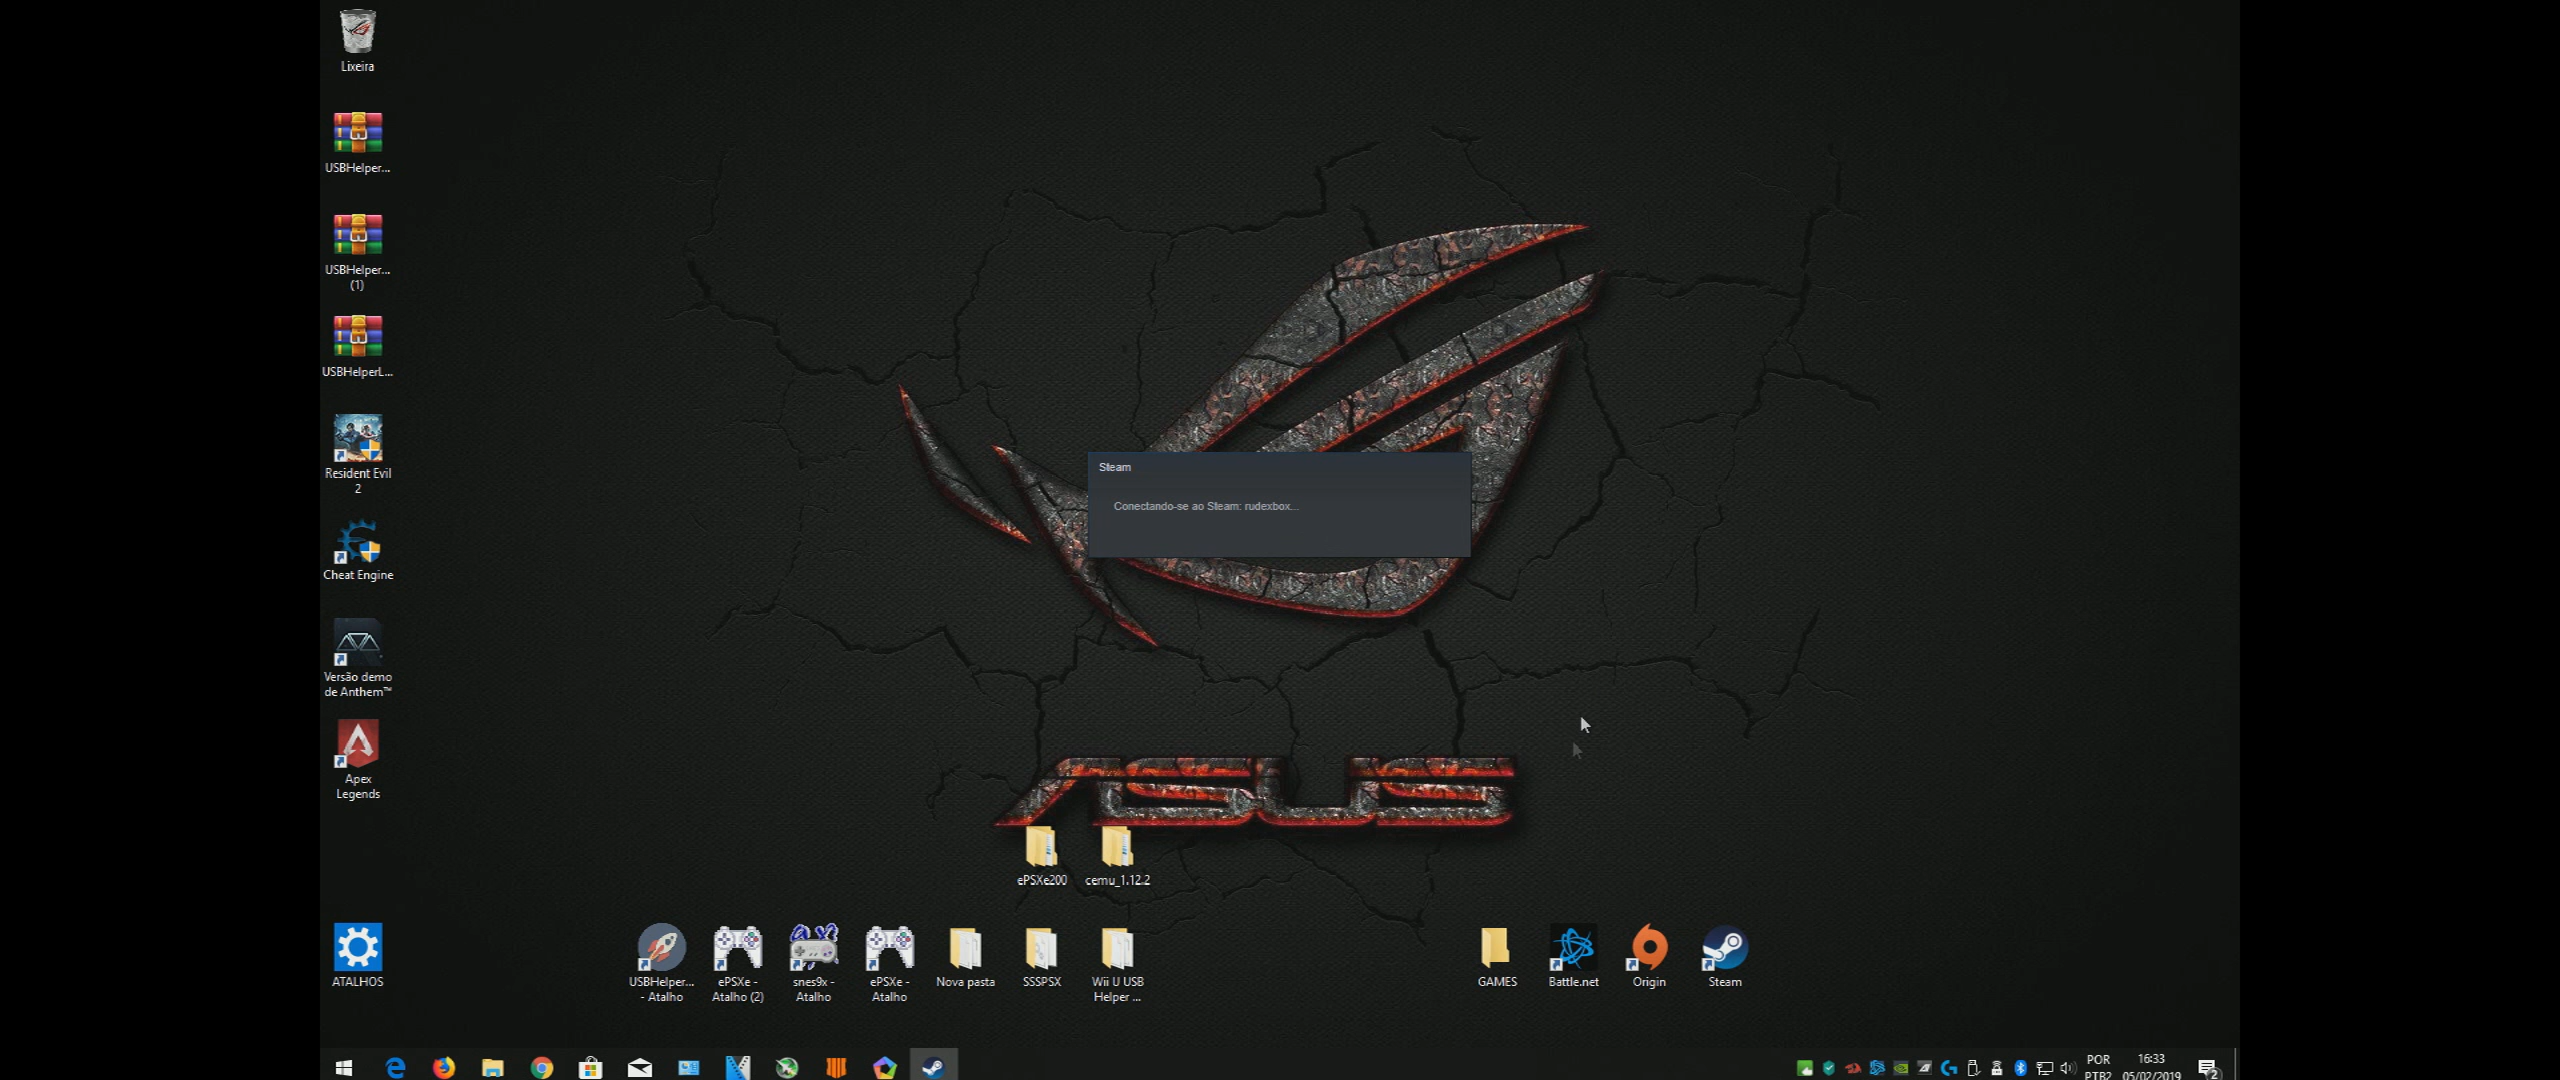 Lixeira
USBHelper...
USBHelper...
(1)
USBHelperL...
Resident Evil
2
Cheat Engine
Versão demo
de Anthem™
Apex
Legends
ATALHOS
Steam
Conectando-se ao Steam: rudexbox...
ASUS
ePSXe200
cemu_1.12.2
USBHelper...
- Atalho
ePSXe -
Atalho (2)
snes9x -
Atalho
ePSXe -
Atalho
Nova pasta
SSSPSX
Wii U USB
Helper ...
GAMES
Battle.net
Origin
Steam
POR
PTB2
16:33
05/02/2019
2